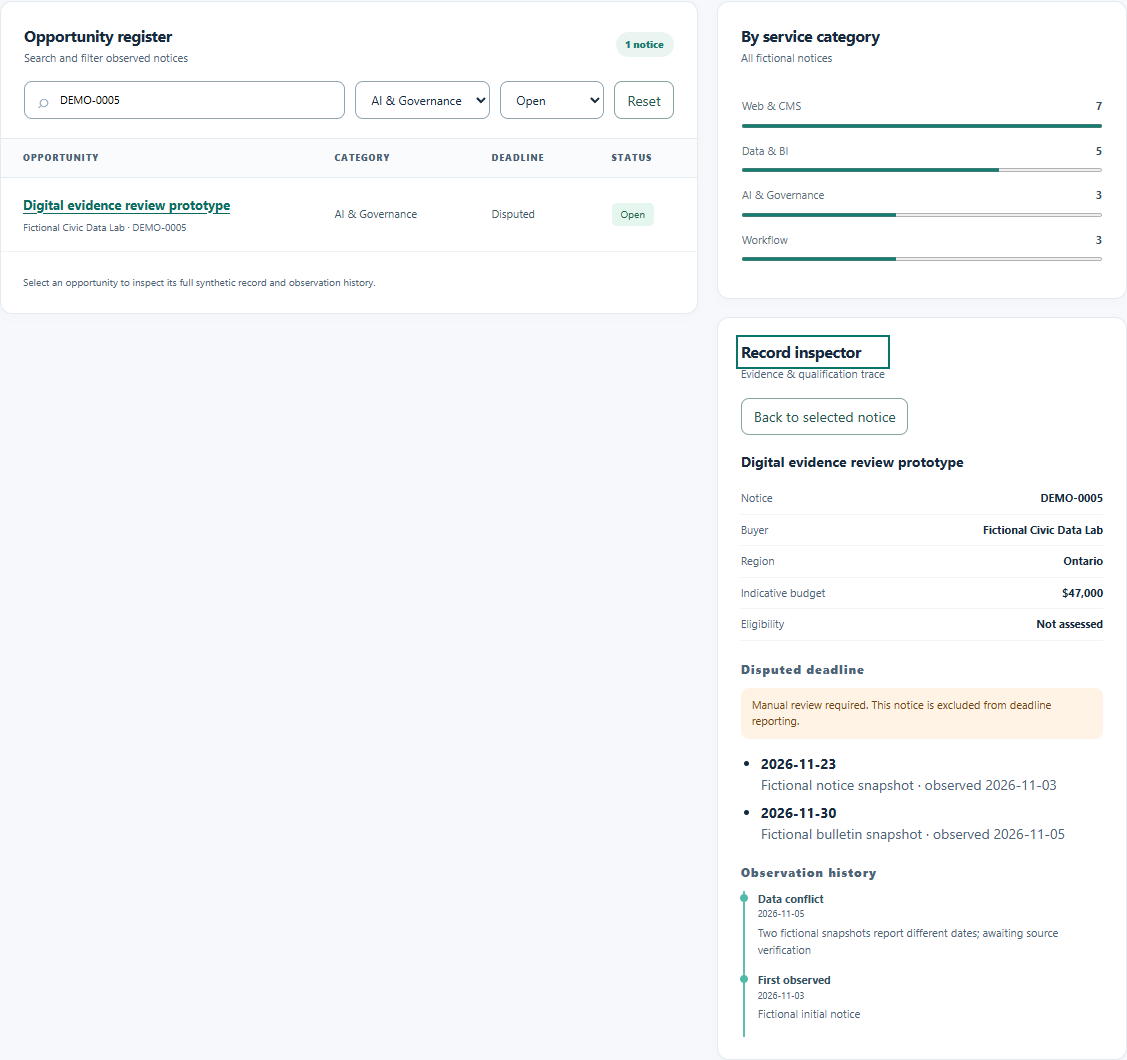 Opportunity register
Search and filter observed notices
1 notice
DEMO-0005
AI & Governance
Open
Reset
OPPORTUNITY CATEGORY DEADLINE STATUS
Digital evidence review prototype
Fictional Civic Data Lab · DEMO-0005
AI & Governance
Disputed
Open
Select an opportunity to inspect its full synthetic record and observation history.
By service category
All fictional notices
Web & CMS 7
Data & BI 5
AI & Governance 3
Workflow 3
Record inspector
Evidence & qualification trace
Back to selected notice
Digital evidence review prototype
Notice DEMO-0005
Buyer Fictional Civic Data Lab
Region Ontario
Indicative budget $47,000
Eligibility Not assessed
Disputed deadline
Manual review required. This notice is excluded from deadline
reporting.
• 2026-11-23
Fictional notice snapshot · observed 2026-11-03
• 2026-11-30
Fictional bulletin snapshot · observed 2026-11-05
Observation history
Data conflict
2026-11-05
Two fictional snapshots report different dates; awaiting source
verification
First observed
2026-11-03
Fictional initial notice